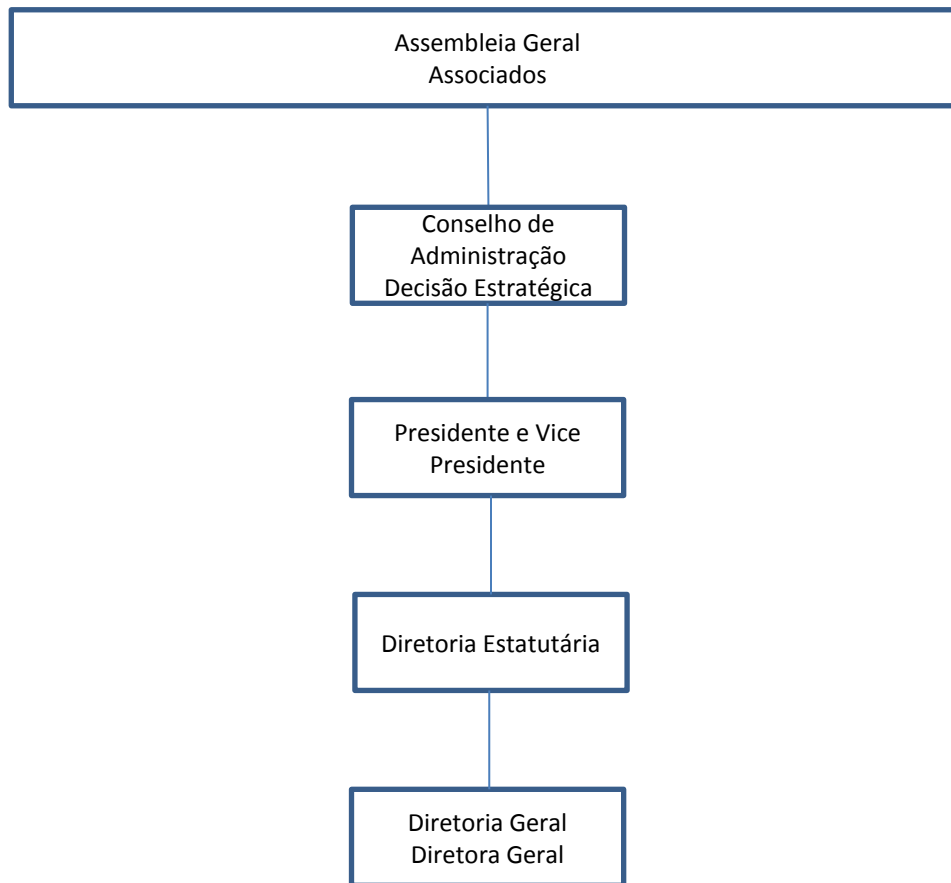 Assembleia Geral
Associados
Conselho de
Administração
Decisão Estratégica
Presidente e Vice
Presidente
Diretoria Estatutária
Diretoria Geral
Diretora Geral